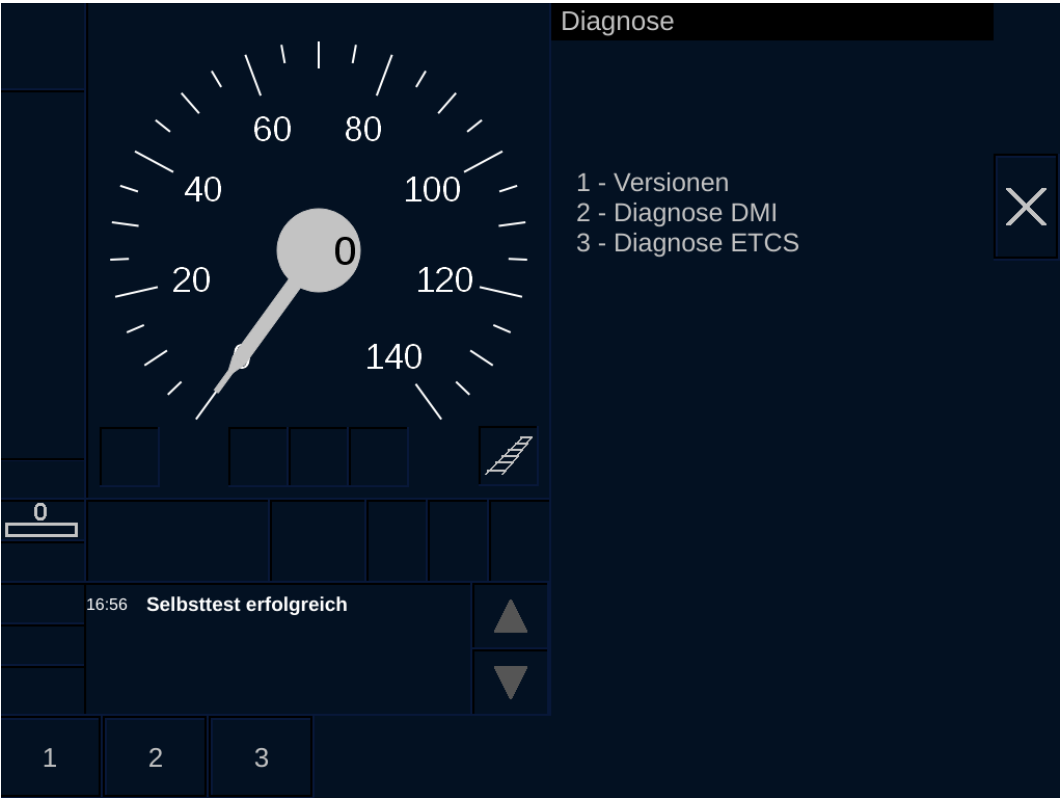 Diagnose
60 80
40 100
0
20 120
0 140
1 - Versionen
2 - Diagnose DMI
3 - Diagnose ETCS
0
16:56 Selbsttest erfolgreich
1 2 3